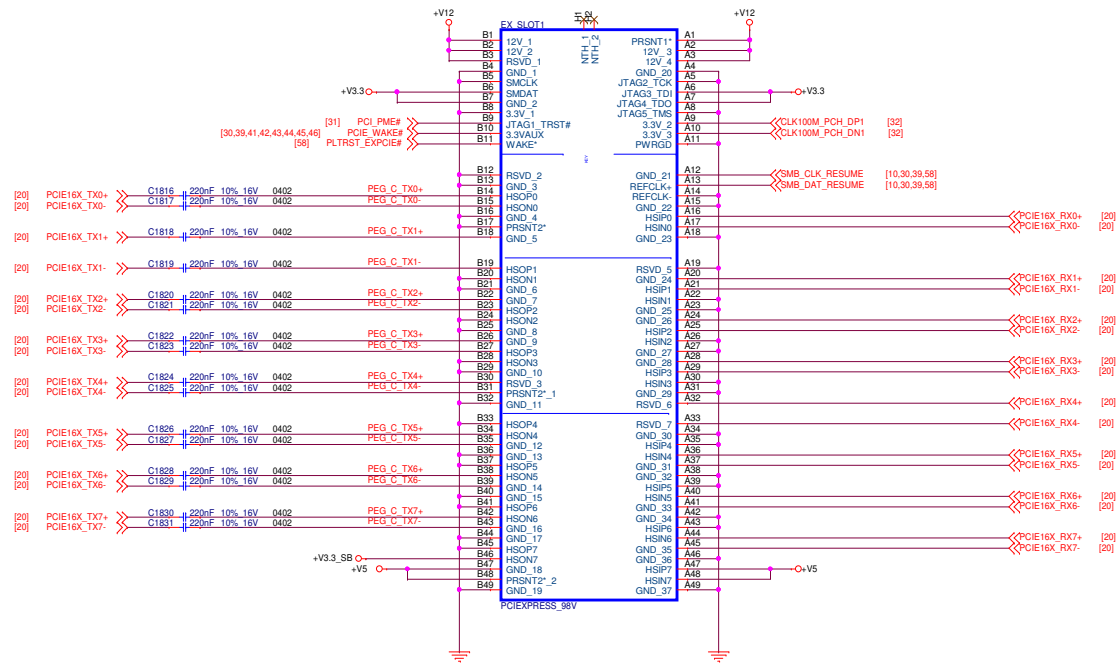 +V12 EX_SLOT1 H1 H2 +V12
NTH_1 NTH_2
B1 12V_1 PRSNT1* A1
B2 12V_2 12V_3 A2
B3 RSVD_1 12V_4 A3
B4 GND_1 GND_20 A4
B5 SMCLK JTAG2_TCK A5
+V3.3 B6 SMDAT JTAG3_TDI A6 +V3.3
B7 GND_2 JTAG4_TDO A7
B8 3.3V_1 JTAG5_TMS A8
[31] PCI_PME# B9 JTAG1_TRST# 3.3V_2 A9 CLK100M_PCH_DP1 [32]
[30,39,41,42,43,44,45,46] PCIE_WAKE# B10 3.3VAUX 3.3V_3 A10 CLK100M_PCH_DN1 [32]
[58] PLTRST_EXPCIE# B11 WAKE* PWRGD A11
KEY
B12 RSVD_2 GND_21 A12 SMB_CLK_RESUME [10,30,39,58]
B13 GND_3 REFCLK+ A13 SMB_DAT_RESUME [10,30,39,58]
[20] PCIE16X_TX0+ C1816 220nF 10% 16V 0402 PEG_C_TX0+ B14 HSOP0 REFCLK- A14
[20] PCIE16X_TX0- C1817 220nF 10% 16V 0402 PEG_C_TX0- B15 HSON0 GND_22 A15
B16 GND_4 HSIP0 A16 PCIE16X_RX0+ [20]
B17 PRSNT2* HSIN0 A17 PCIE16X_RX0- [20]
[20] PCIE16X_TX1+ C1818 220nF 10% 16V 0402 PEG_C_TX1+ B18 GND_5 GND_23 A18
[20] PCIE16X_TX1- C1819 220nF 10% 16V 0402 PEG_C_TX1- B19 HSOP1 RSVD_5 A19
B20 HSON1 GND_24 A20 PCIE16X_RX1+ [20]
B21 GND_6 HSIP1 A21 PCIE16X_RX1- [20]
[20] PCIE16X_TX2+ C1820 220nF 10% 16V 0402 PEG_C_TX2+ B22 GND_7 HSIN1 A22
[20] PCIE16X_TX2- C1821 220nF 10% 16V 0402 PEG_C_TX2- B23 HSOP2 GND_25 A23
B24 HSON2 GND_26 A24 PCIE16X_RX2+ [20]
B25 GND_8 HSIP2 A25 PCIE16X_RX2- [20]
[20] PCIE16X_TX3+ C1822 220nF 10% 16V 0402 PEG_C_TX3+ B26 GND_9 HSIN2 A26
[20] PCIE16X_TX3- C1823 220nF 10% 16V 0402 PEG_C_TX3- B27 HSOP3 GND_27 A27
B28 HSON3 GND_28 A28 PCIE16X_RX3+ [20]
B29 GND_10 HSIP3 A29 PCIE16X_RX3- [20]
[20] PCIE16X_TX4+ C1824 220nF 10% 16V 0402 PEG_C_TX4+ B30 RSVD_3 HSIN3 A30
[20] PCIE16X_TX4- C1825 220nF 10% 16V 0402 PEG_C_TX4- B31 PRSNT2*_1 GND_29 A31
B32 GND_11 RSVD_6 A32 PCIE16X_RX4+ [20]
B33 HSOP4 RSVD_7 A33 PCIE16X_RX4- [20]
[20] PCIE16X_TX5+ C1826 220nF 10% 16V 0402 PEG_C_TX5+ B34 HSON4 GND_30 A34
[20] PCIE16X_TX5- C1827 220nF 10% 16V 0402 PEG_C_TX5- B35 GND_12 HSIP4 A35
B36 GND_13 HSIN4 A36 PCIE16X_RX5+ [20]
B37 HSOP5 GND_31 A37 PCIE16X_RX5- [20]
[20] PCIE16X_TX6+ C1828 220nF 10% 16V 0402 PEG_C_TX6+ B38 HSON5 GND_32 A38
[20] PCIE16X_TX6- C1829 220nF 10% 16V 0402 PEG_C_TX6- B39 GND_14 HSIP5 A39
B40 GND_15 HSIN5 A40 PCIE16X_RX6+ [20]
B41 HSOP6 GND_33 A41 PCIE16X_RX6- [20]
[20] PCIE16X_TX7+ C1830 220nF 10% 16V 0402 PEG_C_TX7+ B42 HSON6 GND_34 A42
[20] PCIE16X_TX7- C1831 220nF 10% 16V 0402 PEG_C_TX7- B43 GND_16 HSIP6 A43
B44 GND_17 HSIN6 A44 PCIE16X_RX7+ [20]
B45 HSOP7 GND_35 A45 PCIE16X_RX7- [20]
+V3.3_SB B46 HSON7 GND_36 A46
+V5 B47 GND_18 HSIP7 A47 +V5
B48 PRSNT2*_2 HSIN7 A48
B49 GND_19 GND_37 A49
PCIEXPRESS_98V